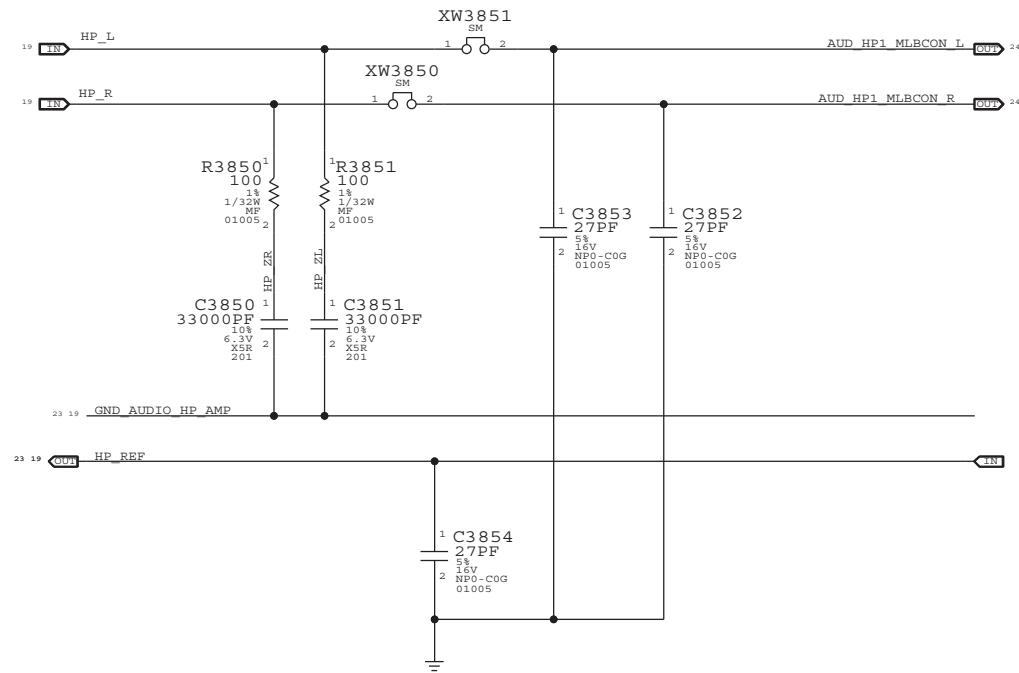 XW3851
SM
19 IN HP_L 1 2 AUD_HP1_MLBCON_L OUT 24
XW3850
SM
19 IN HP_R 1 2 AUD_HP1_MLBCON_R OUT 24
R3850 1
100
1%
1/32W
MF
01005
2
1 R3851
100
1%
1/32W
MF
01005
2
HP_ZR
HP_ZL
1 C3853
27PF
5%
16V
2 NP0-C0G
01005
1 C3852
27PF
5%
16V
2 NP0-C0G
01005
C3850 1
33000PF
10%
6.3V
X5R 2
201
1 C3851
33000PF
10%
6.3V
2 X5R
201
23 19 GND_AUDIO_HP_AMP
23 19 OUT HP_REF IN
1 C3854
27PF
5%
16V
2 NP0-C0G
01005